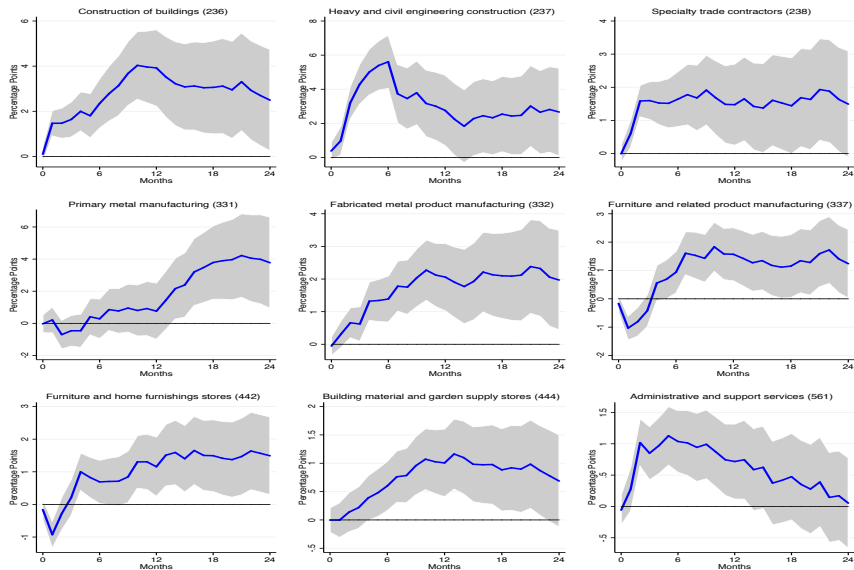 Construction of buildings (236)
Percentage Points
6
4
2
0
0 6 12 18 24
Months
Heavy and civil engineering construction (237)
Percentage Points
8
6
4
2
0
0 6 12 18 24
Months
Specialty trade contractors (238)
Percentage Points
4
3
2
1
0
0 6 12 18 24
Months
Primary metal manufacturing (331)
Percentage Points
6
4
2
0
-2
0 6 12 18 24
Months
Fabricated metal product manufacturing (332)
Percentage Points
4
3
2
1
0
0 6 12 18 24
Months
Furniture and related product manufacturing (337)
Percentage Points
3
2
1
0
-1
-2
0 6 12 18 24
Months
Furniture and home furnishings stores (442)
Percentage Points
3
2
1
0
-1
0 6 12 18 24
Months
Building material and garden supply stores (444)
Percentage Points
2
1.5
1
.5
0
-.5
0 6 12 18 24
Months
Administrative and support services (561)
Percentage Points
1.5
1
.5
0
-.5
0 6 12 18 24
Months